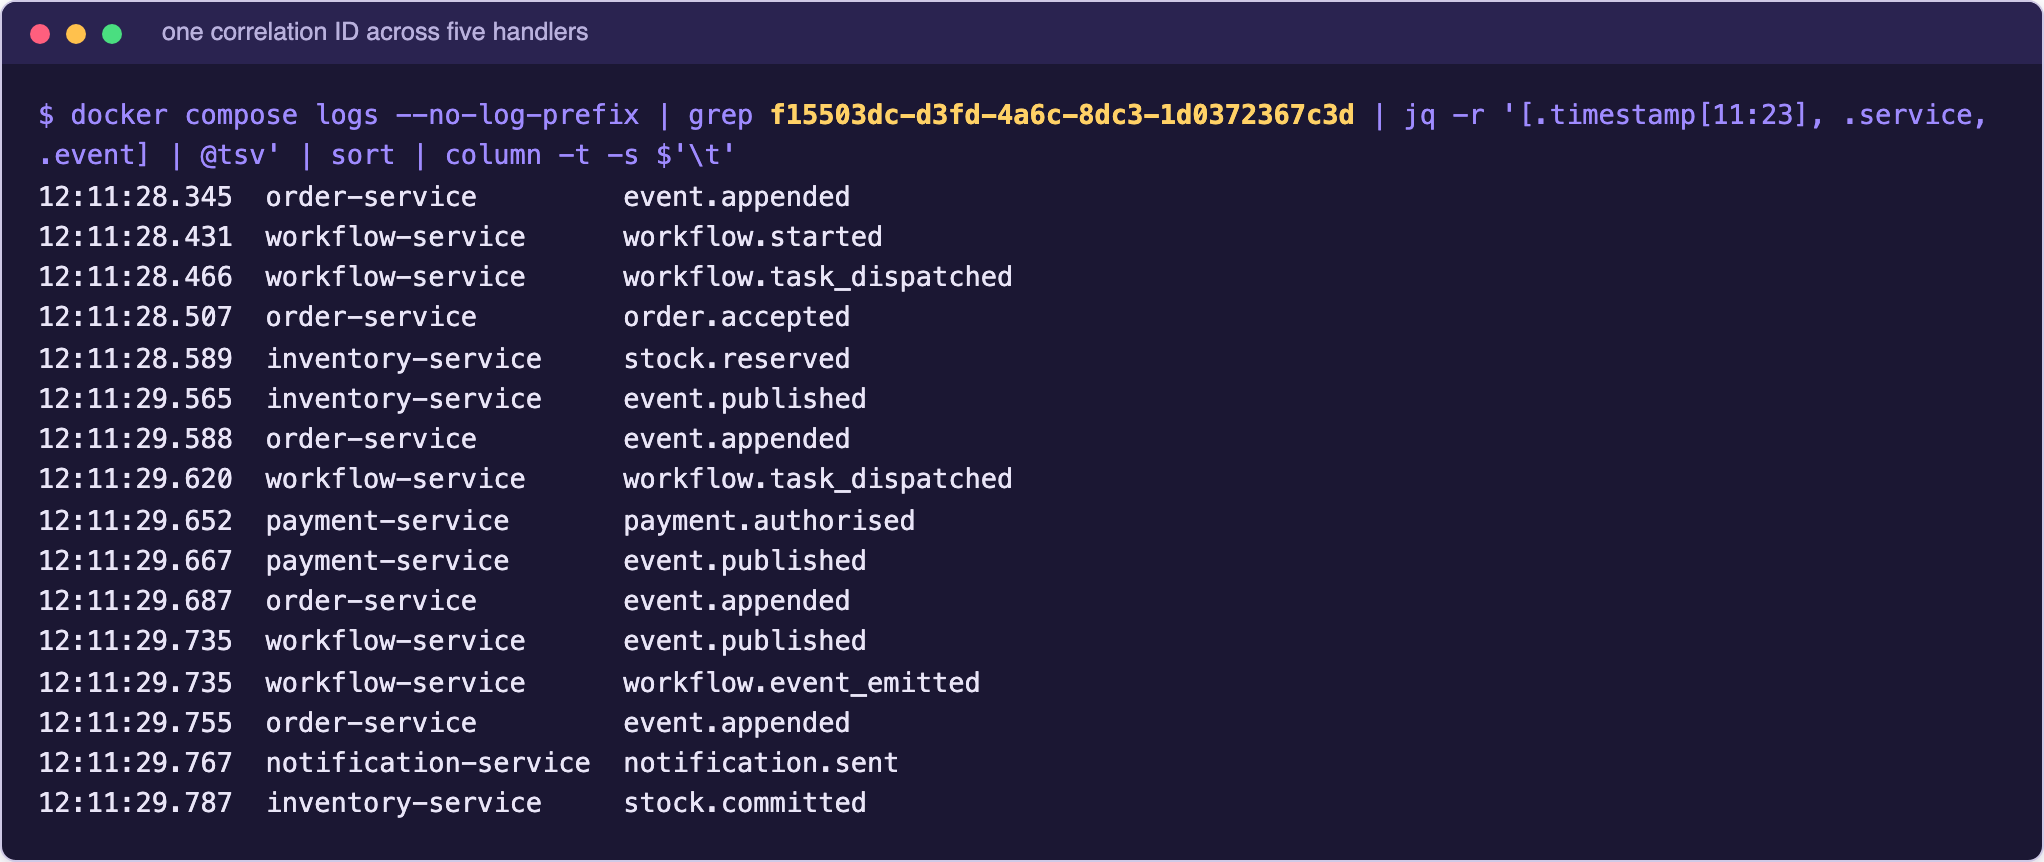 one correlation ID across five handlers
$ docker compose logs --no-log-prefix | grep f15503dc-d3fd-4a6c-8dc3-1d0372367c3d | jq -r '[.timestamp[11:23], .service,
.event] | @tsv' | sort | column -t -s $'\t'
12:11:28.345  order-service         event.appended
12:11:28.431  workflow-service      workflow.started
12:11:28.466  workflow-service      workflow.task_dispatched
12:11:28.507  order-service         order.accepted
12:11:28.589  inventory-service     stock.reserved
12:11:29.565  inventory-service     event.published
12:11:29.588  order-service         event.appended
12:11:29.620  workflow-service      workflow.task_dispatched
12:11:29.652  payment-service       payment.authorised
12:11:29.667  payment-service       event.published
12:11:29.687  order-service         event.appended
12:11:29.735  workflow-service      event.published
12:11:29.735  workflow-service      workflow.event_emitted
12:11:29.755  order-service         event.appended
12:11:29.767  notification-service  notification.sent
12:11:29.787  inventory-service     stock.committed